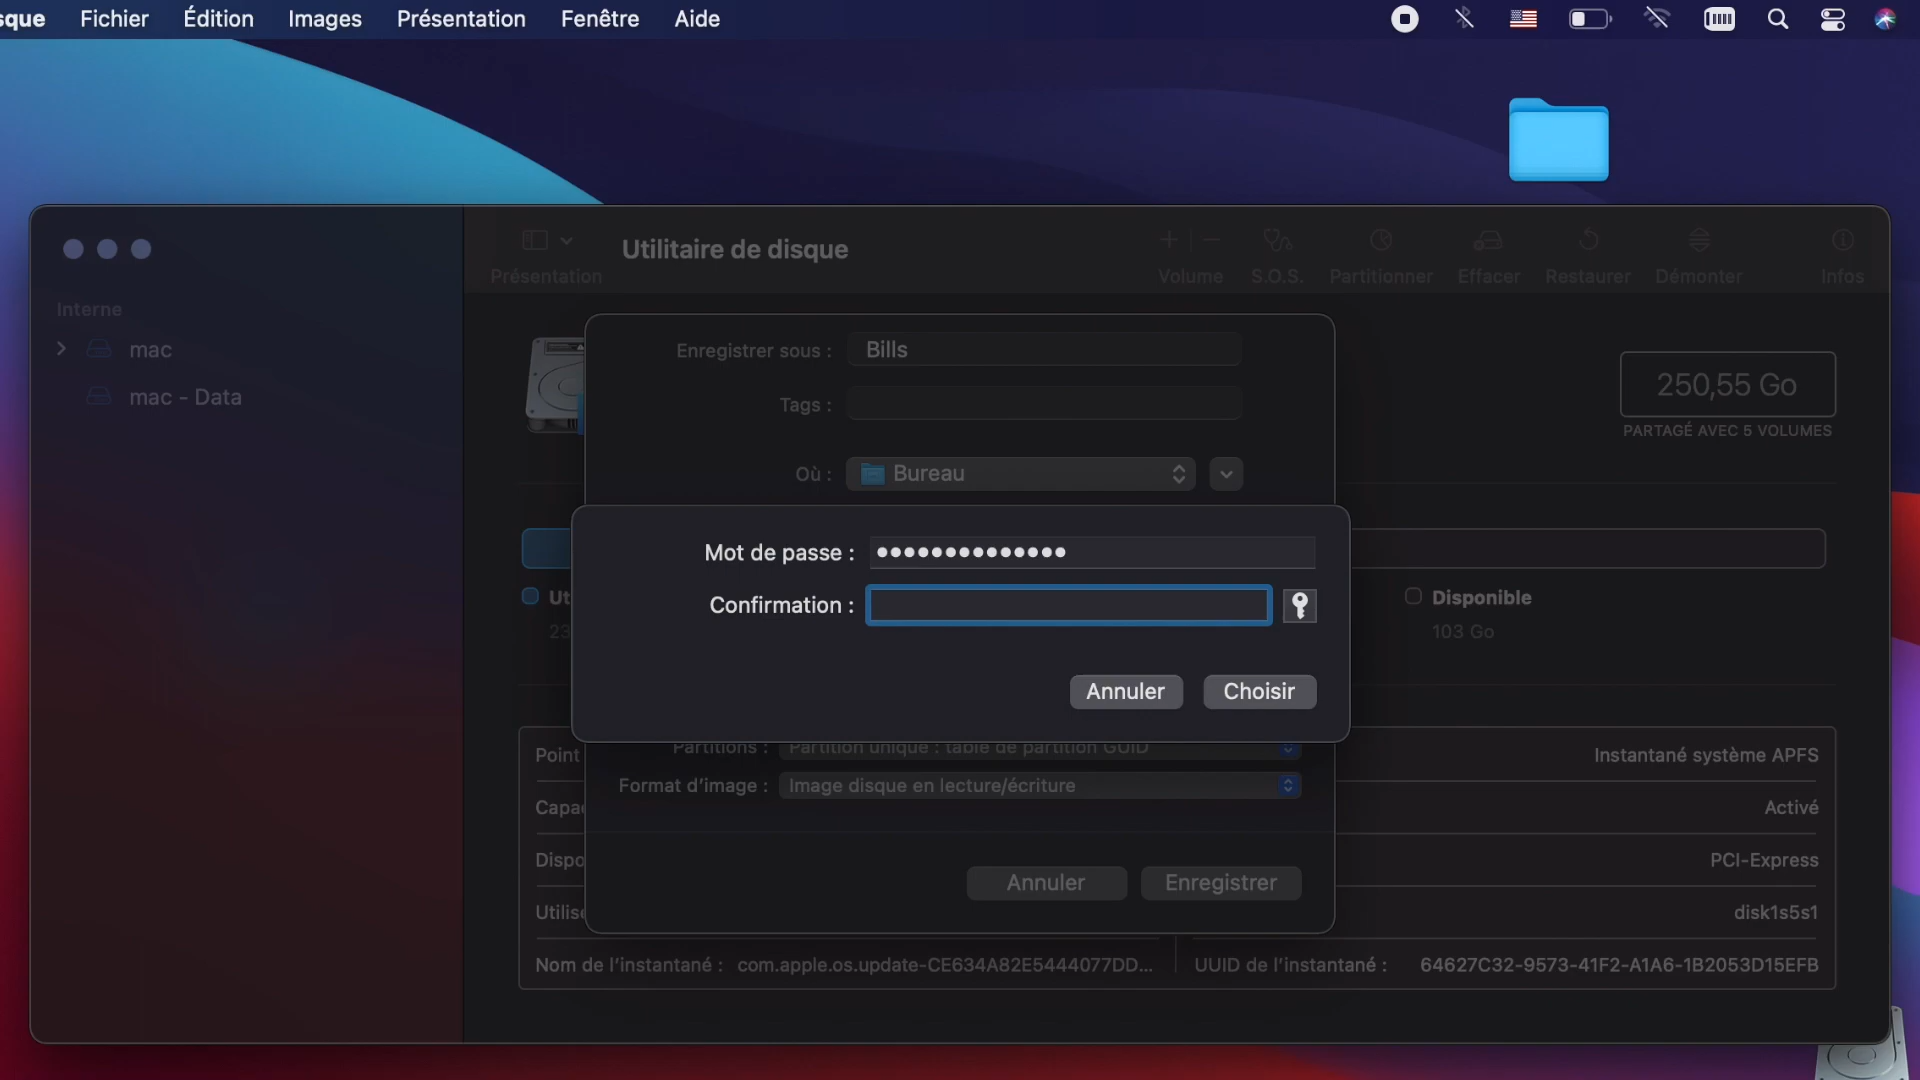 sque Fichier Édition Images Présentation Fenêtre Aide
Utilitaire de disque
Présentation
Volume S.O.S. Partitionner Effacer Restaurer Démonter Infos
Interne
mac
mac - Data
Enregistrer sous : Bills
Tags :
Où : Bureau
250,55 Go
PARTAGÉ AVEC 5 VOLUMES
Mot de passe : ••••••••••••••
Confirmation :
Annuler Choisir
Ut
23
Disponible
103 Go
Partitions : Partition unique : table de partition GUID
Format d'image : Image disque en lecture/écriture
Annuler Enregistrer
Point Instantané système APFS
Capac Activé
Dispo PCI-Express
Utilise disk1s5s1
Nom de l'instantané : com.apple.os.update-CE634A82E5444077DD...
UUID de l'instantané : 64627C32-9573-41F2-A1A6-1B2053D15EFB